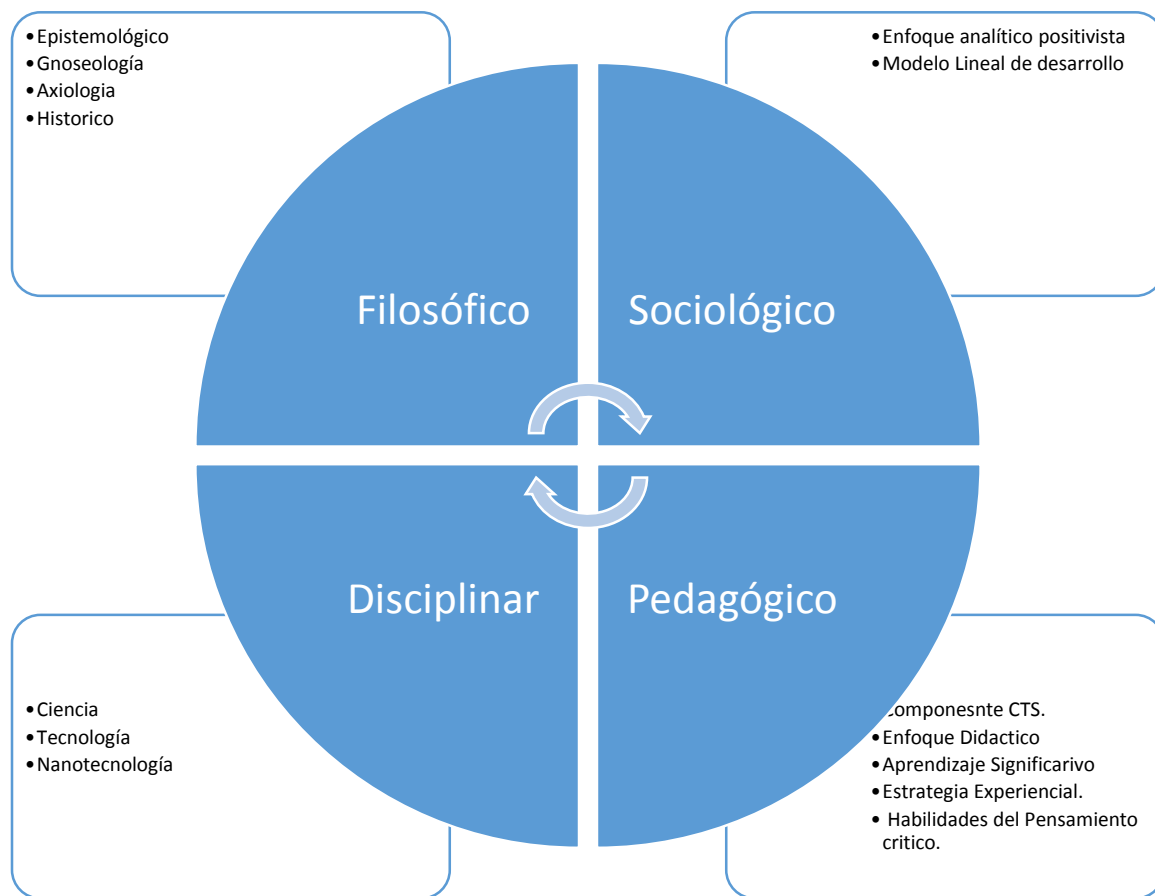 •Epistemológico
•Gnoseología
•Axiologia
•Historico
•Enfoque analítico positivista
•Modelo Lineal de desarrollo
Filosófico
Sociológico
Disciplinar
Pedagógico
•Ciencia
•Tecnología
•Nanotecnología
Componesnte CTS.
•Enfoque Didactico
•Aprendizaje Significarivo
•Estrategia Experiencial.
• Habilidades del Pensamiento
critico.